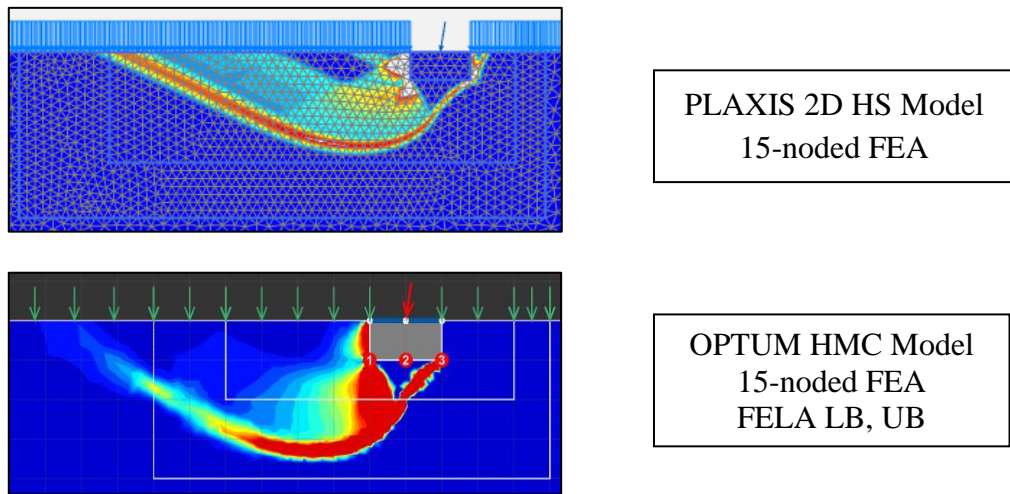 PLAXIS 2D HS Model
15-noded FEA
1 2 3
OPTUM HMC Model
15-noded FEA
FELA LB, UB